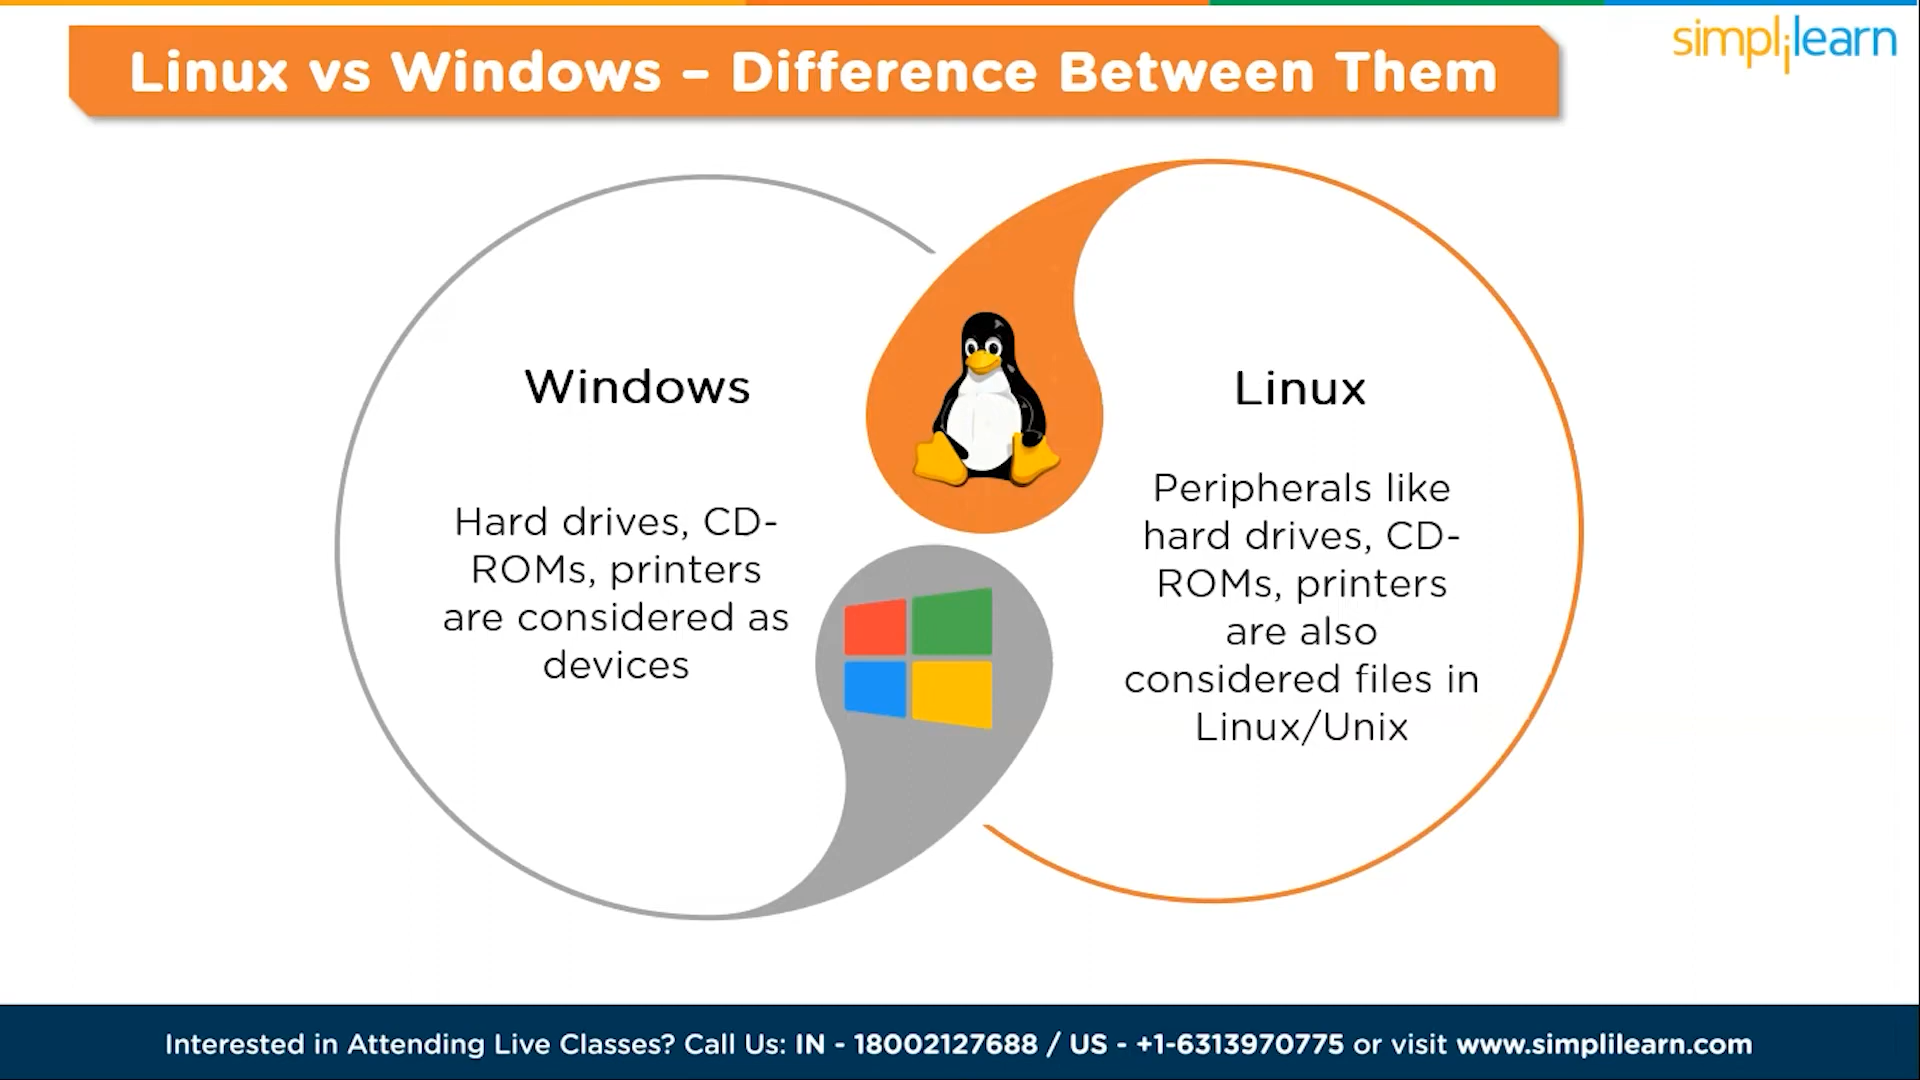 simplilearn
Linux vs Windows – Difference Between Them
Windows
Hard drives, CD-
ROMs, printers
are considered as
devices
Linux
Peripherals like
hard drives, CD-
ROMs, printers
are also
considered files in
Linux/Unix
Interested in Attending Live Classes? Call Us: IN - 18002127688 / US - +1-6313970775 or visit www.simplilearn.com